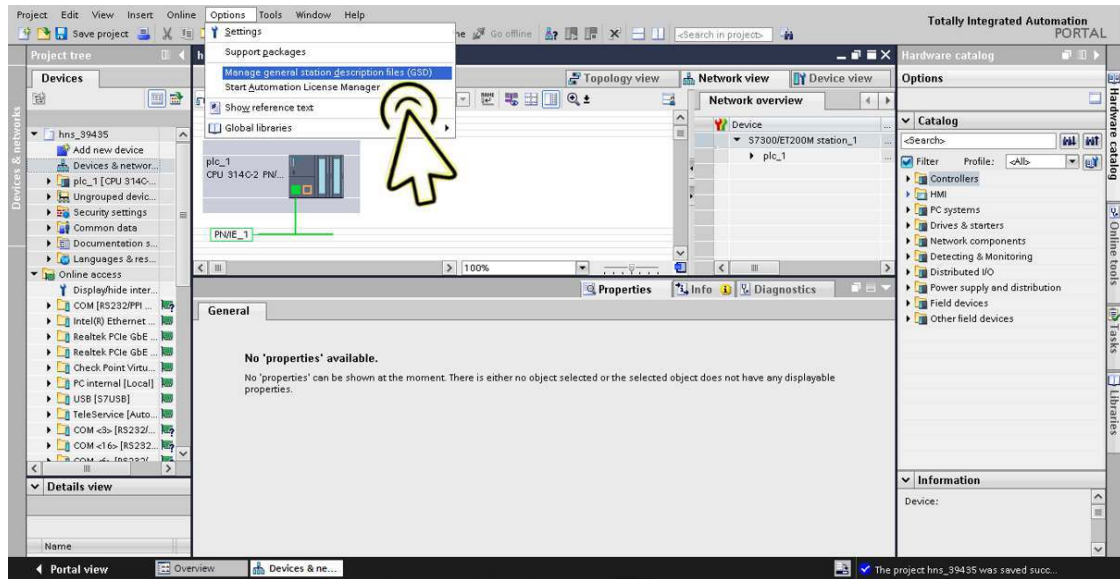 Project Edit View Insert Online Options Tools Window Help
Totally Integrated Automation
PORTAL
Save project
Go offline
<Search in project>
Settings
Support packages
Manage general station description files (GSD)
Start Automation License Manager
Show reference text
Global libraries
Project tree
Devices
hns_39435
Add new device
Devices & networ...
plc_1 [CPU 314C-...
Ungrouped devic...
Security settings
Common data
Documentation s...
Languages & res...
Online access
Display/hide inter...
COM [RS232/PPI ...
Intel(R) Ethernet ...
Realtek PCIe GbE ...
Realtek PCIe GbE ...
Check Point Virtu...
PC internal [Local]
USB [S7USB]
TeleService [Auto...
COM <3> [RS232/...
COM <16> [RS232...
Details view
Name
Devices & networks
Topology view
Network view
Device view
plc_1
CPU 314C-2 PN/...
PN/IE_1
100%
Network overview
Device
S7300/ET200M station_1
plc_1
Properties
Info
Diagnostics
General
No 'properties' available.
No 'properties' can be shown at the moment. There is either no object selected or the selected object does not have any displayable
properties.
Hardware catalog
Options
Catalog
<Search>
Filter Profile: <All>
Controllers
HMI
PC systems
Drives & starters
Network components
Detecting & Monitoring
Distributed I/O
Power supply and distribution
Field devices
Other field devices
Information
Device:
Hardware catalog
Online tools
Tasks
Libraries
Portal view
Overview
Devices & ne...
The project hns_39435 was saved succ...